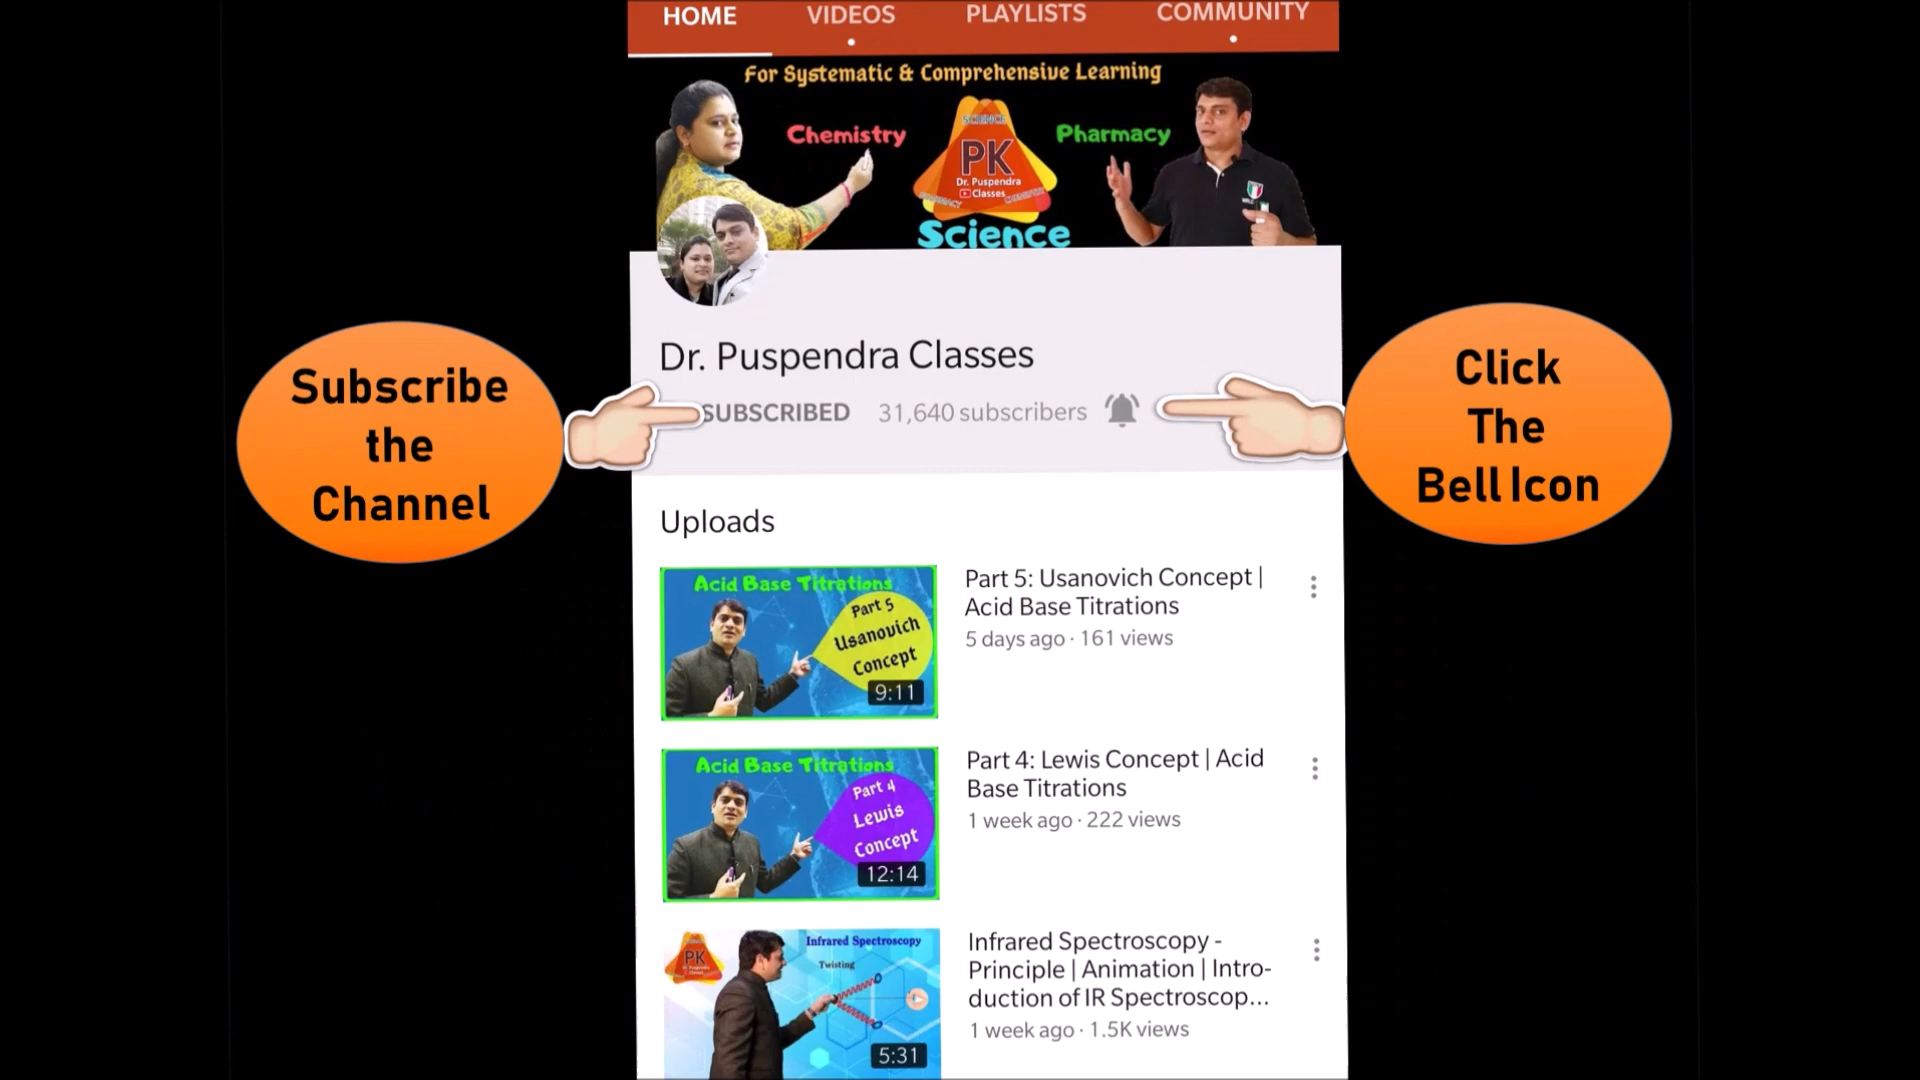 HOME VIDEOS PLAYLISTS COMMUNITY
For Systematic & Comprehensive Learning
Chemistry
SCIENCE
PK
Dr. Puspendra
Classes
PHARMACY CHEMISTRY
Pharmacy
Science
Dr. Puspendra Classes
SUBSCRIBED 31,640 subscribers
Subscribe
the
Channel
Click
The
Bell Icon
Uploads
Acid Base Titrations
Part 5
Usanovich
Concept
9:11
Part 5: Usanovich Concept |
Acid Base Titrations
5 days ago · 161 views
Acid Base Titrations
Part 4
Lewis
Concept
12:14
Part 4: Lewis Concept | Acid
Base Titrations
1 week ago · 222 views
PK
Infrared Spectroscopy
Twisting
5:31
Infrared Spectroscopy -
Principle | Animation | Intro-
duction of IR Spectroscop...
1 week ago · 1.5K views